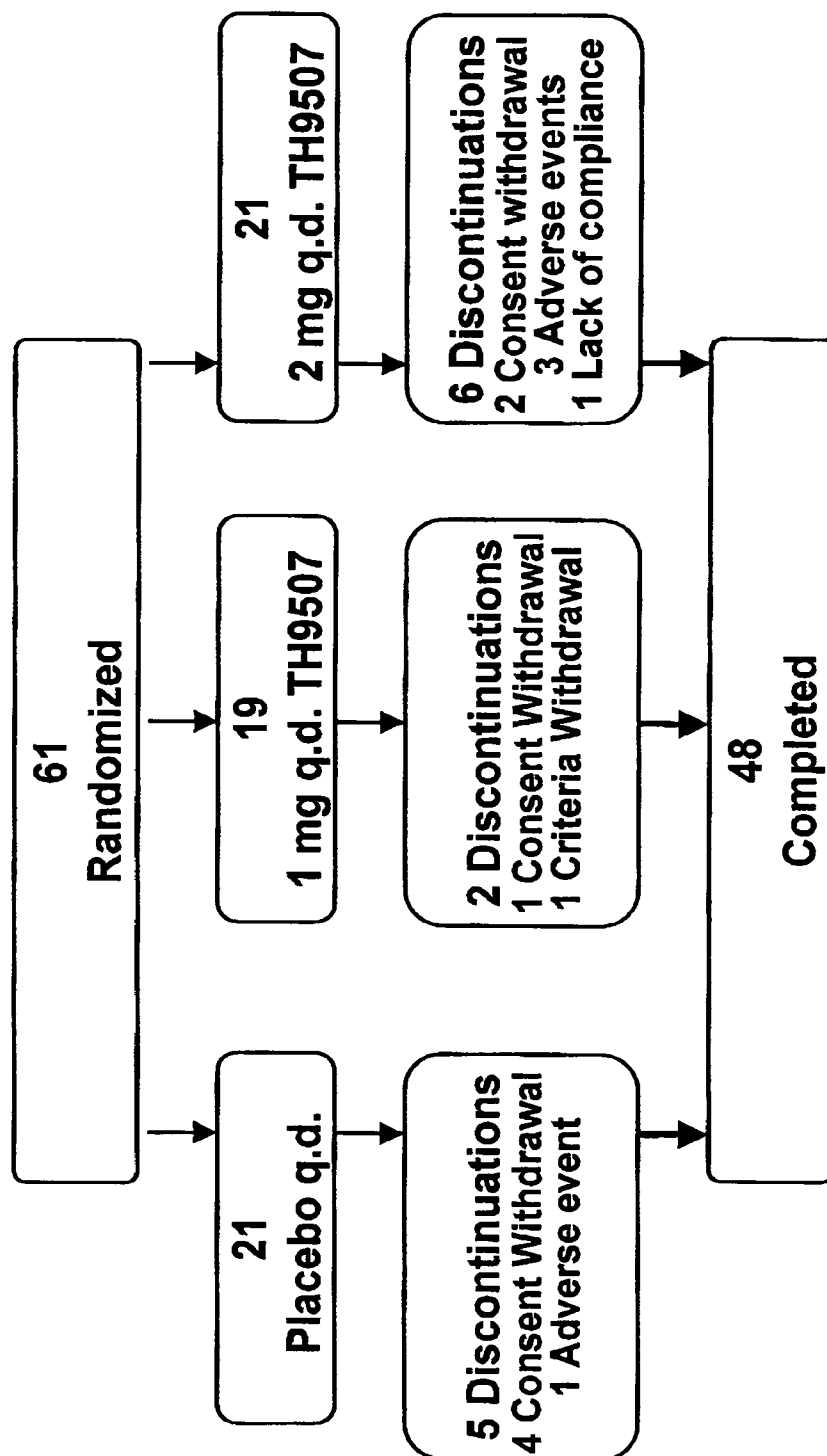 61
Randomized
21
Placebo q.d.
19
1 mg q.d. TH9507
21
2 mg q.d. TH9507
5 Discontinuations
4 Consent Withdrawal
1 Adverse event
2 Discontinuations
1 Consent Withdrawal
1 Criteria Withdrawal
6 Discontinuations
2 Consent withdrawal
3 Adverse events
1 Lack of compliance
48
Completed